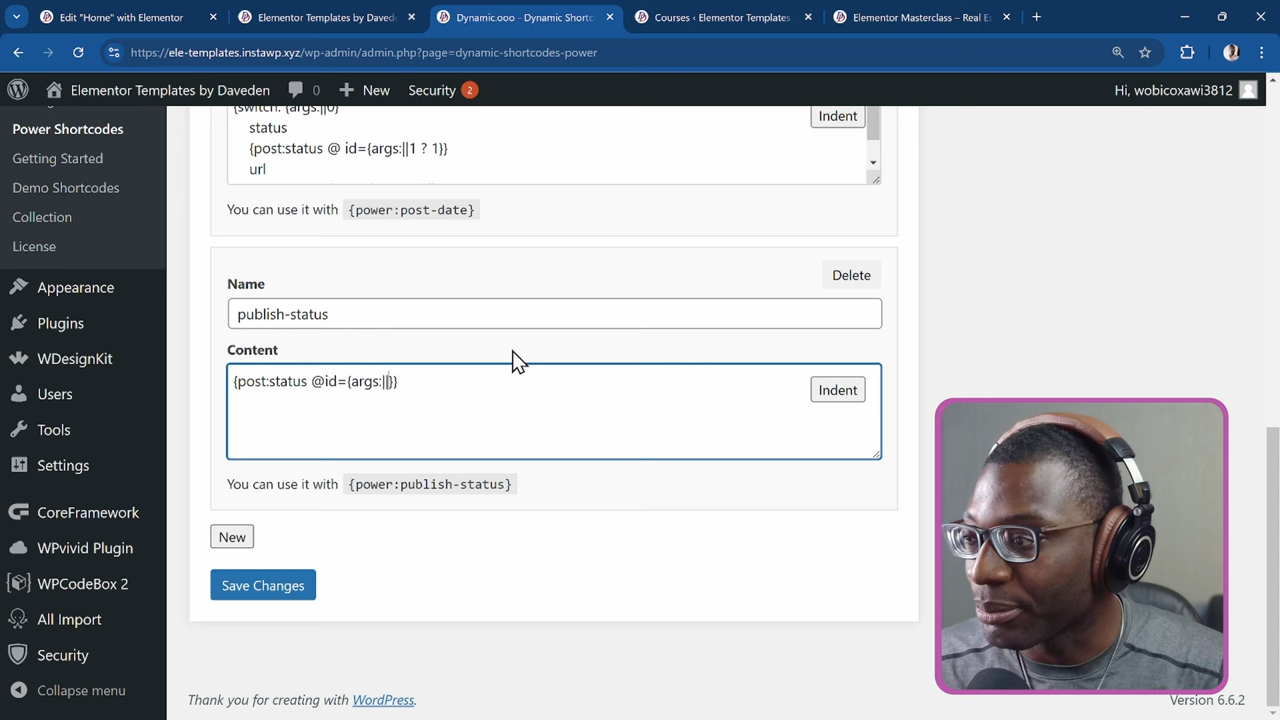 Edit "Home" with Elementor
Elementor Templates by Daveden
Dynamic.ooo - Dynamic Shortc
Courses ‹ Elementor Templates
Elementor Masterclass – Real Es
https://ele-templates.instawp.xyz/wp-admin/admin.php?page=dynamic-shortcodes-power
Elementor Templates by Daveden
0
New
Security 2
Hi, wobicoxawi3812
Power Shortcodes
Getting Started
Demo Shortcodes
Collection
License
Appearance
Plugins
WDesignKit
Users
Tools
Settings
CoreFramework
WPvivid Plugin
WPCodeBox 2
All Import
Security
Collapse menu
{switch: {args:||0}
status
{post:status @ id={args:||1 ? 1}}
url
Indent
You can use it with {power:post-date}
Delete
Name
publish-status
Content
{post:status @id={args:||}}
Indent
You can use it with {power:publish-status}
New
Save Changes
Thank you for creating with WordPress.
Version 6.6.2